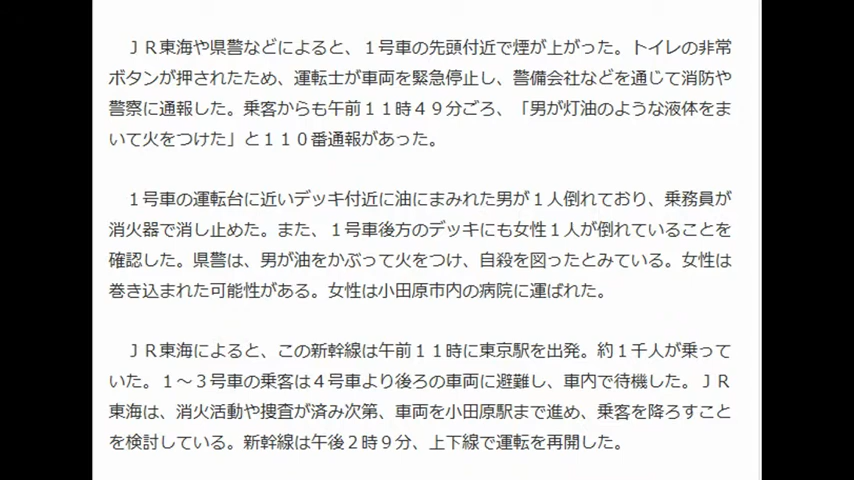 ＪＲ東海や県警などによると、１号車の先頭付近で煙が上がった。トイレの非常
ボタンが押されたため、運転士が車両を緊急停止し、警備会社などを通じて消防や
警察に通報した。乗客からも午前１１時４９分ごろ、「男が灯油のような液体をま
いて火をつけた」と１１０番通報があった。
１号車の運転台に近いデッキ付近に油にまみれた男が１人倒れており、乗務員が
消火器で消し止めた。また、１号車後方のデッキにも女性１人が倒れていることを
確認した。県警は、男が油をかぶって火をつけ、自殺を図ったとみている。女性は
巻き込まれた可能性がある。女性は小田原市内の病院に運ばれた。
ＪＲ東海によると、この新幹線は午前１１時に東京駅を出発。約１千人が乗って
いた。１～３号車の乗客は４号車より後ろの車両に避難し、車内で待機した。ＪＲ
東海は、消火活動や捜査が済み次第、車両を小田原駅まで進め、乗客を降ろすこと
を検討している。新幹線は午後２時９分、上下線で運転を再開した。